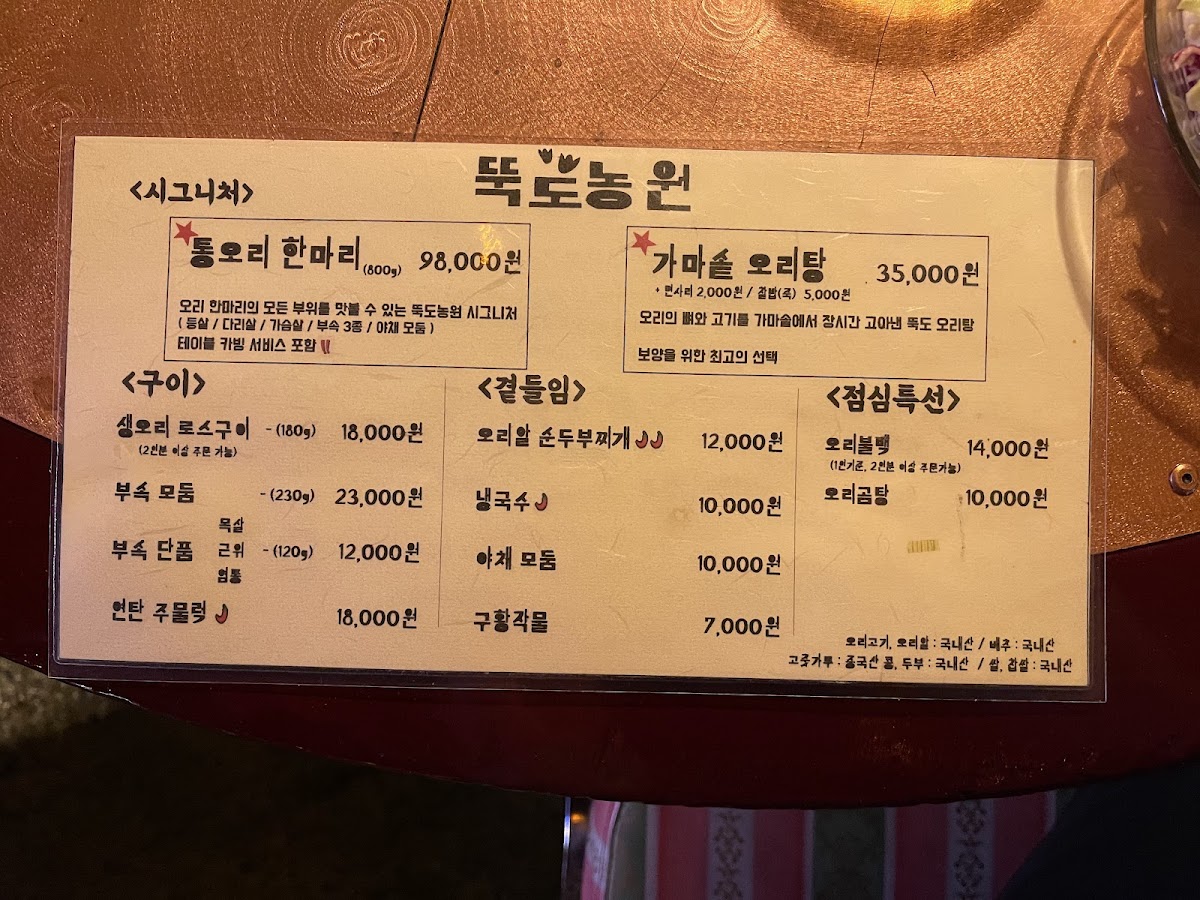 뚝도농원
<시그니처>
통오리 한마리(800g) 98,000원
오리 한마리의 모든 부위를 맛볼 수 있는 뚝도농원 시그니처
( 등살 / 다리살 / 가슴살 / 부속 3종 / 야채 모둠 )
테이블 카빙 서비스 포함
가마솥 오리탕 35,000원
+ 면사리 2,000원 / 찰밥(죽) 5,000원
오리의 뼈와 고기를 가마솥에서 장시간 고아낸 뚝도 오리탕
보양을 위한 최고의 선택
<구이>
생오리 로스구이 - (180g) 18,000원
(2인분 이상 주문 가능)
부속 모둠 - (230g) 23,000원
부속 단품 목살 근위 염통 - (120g) 12,000원
연탄 주물럭 18,000원
<곁들임>
오리알 순두부찌개 12,000원
냉국수 10,000원
야채 모둠 10,000원
구황작물 7,000원
<점심특선>
오리불백 14,000원
(1인기준, 2인분 이상 주문가능)
오리곰탕 10,000원
오리고기, 오리알 : 국내산 / 배추 : 국내산
고춧가루 : 중국산 콩, 두부 : 국내산 / 쌀, 찹쌀 : 국내산